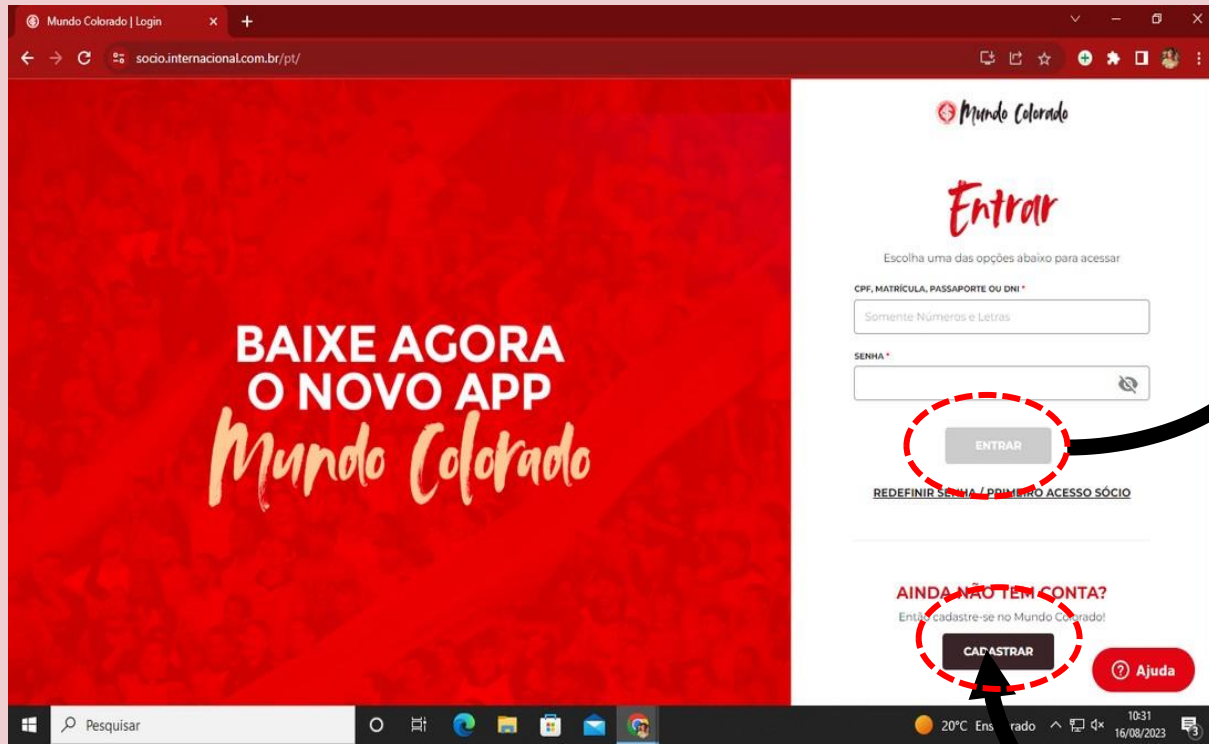 Mundo Colorado | Login
socio.internacional.com.br/pt/
BAIXE AGORA
O NOVO APP
Mundo Colorado
Mundo Colorado
Entrar
Escolha uma das opções abaixo para acessar
CPF, MATRÍCULA, PASSAPORTE OU DNI *
Somente Números e Letras
SENHA *
ENTRAR
REDEFINIR SENHA / PRIMEIRO ACESSO SÓCIO
AINDA NÃO TEM CONTA?
Então cadastre-se no Mundo Colorado!
CADASTRAR
Ajuda
Pesquisar
20°C
10:31
16/08/2023
3